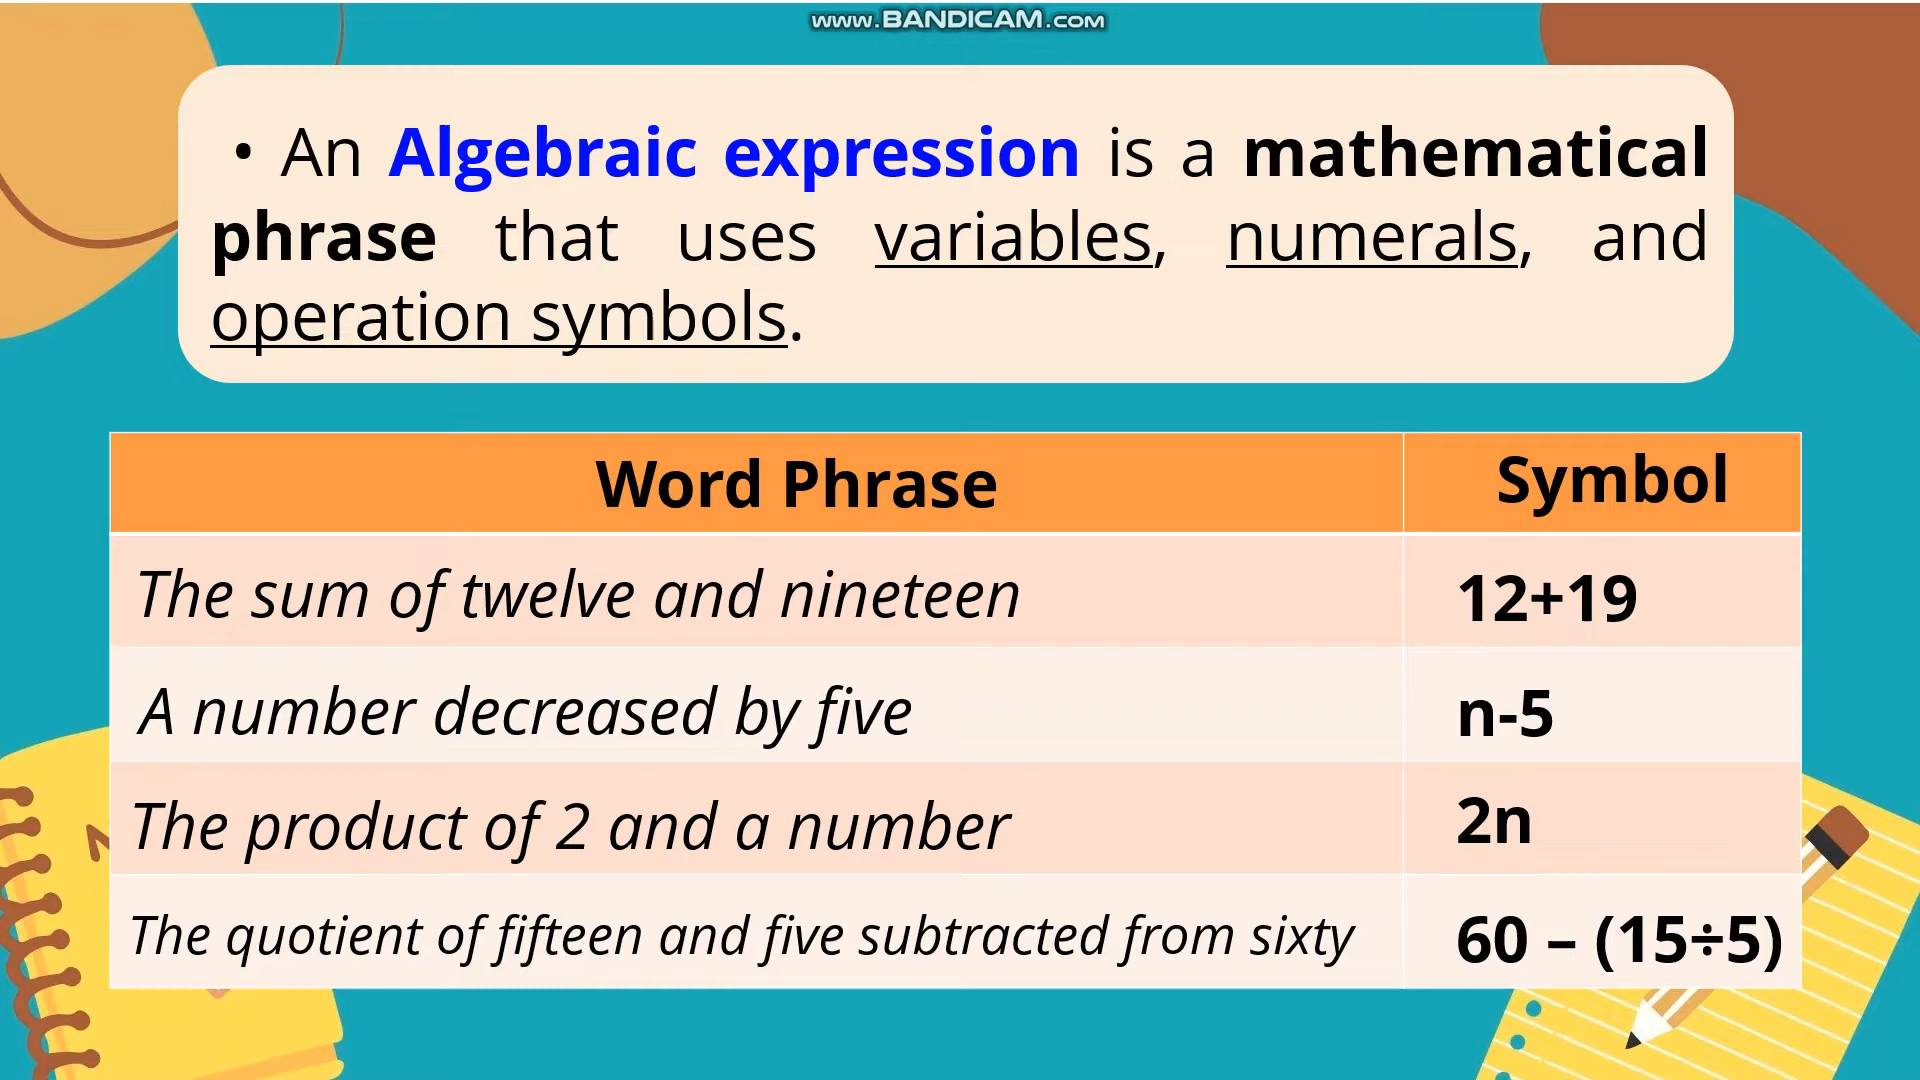 www.BANDICAM.com
• An Algebraic expression is a mathematical
phrase that uses variables, numerals, and
operation symbols.
Word Phrase Symbol
The sum of twelve and nineteen 12+19
A number decreased by five n-5
The product of 2 and a number 2n
The quotient of fifteen and five subtracted from sixty 60 – (15÷5)